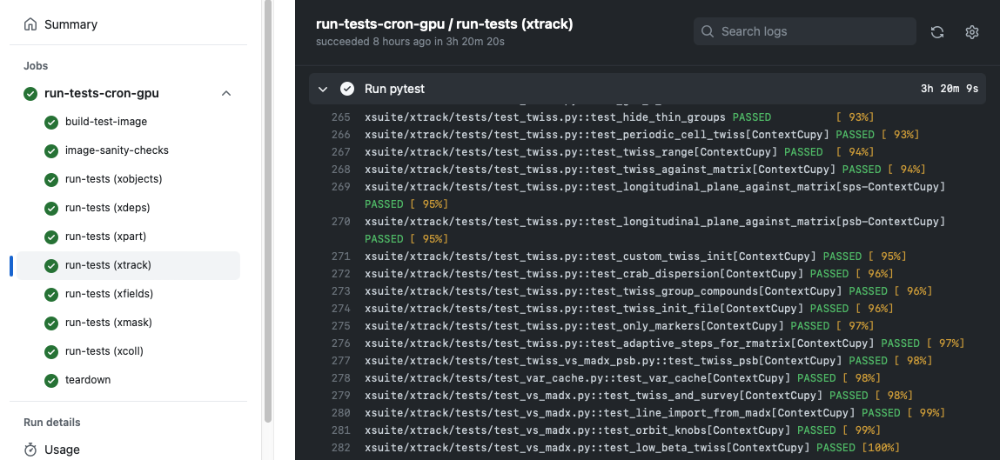 Summary
Jobs
run-tests-cron-gpu
build-test-image
image-sanity-checks
run-tests (xobjects)
run-tests (xdeps)
run-tests (xpart)
run-tests (xtrack)
run-tests (xfields)
run-tests (xmask)
run-tests (xcoll)
teardown
Run details
Usage
run-tests-cron-gpu / run-tests (xtrack)
succeeded 8 hours ago in 3h 20m 20s
Search logs
Run pytest 3h 20m 9s
265 xsuite/xtrack/tests/test_twiss.py::test_hide_thin_groups PASSED [ 93%]
266 xsuite/xtrack/tests/test_twiss.py::test_periodic_cell_twiss[ContextCupy] PASSED [ 93%]
267 xsuite/xtrack/tests/test_twiss.py::test_twiss_range[ContextCupy] PASSED [ 94%]
268 xsuite/xtrack/tests/test_twiss.py::test_twiss_against_matrix[ContextCupy] PASSED [ 94%]
269 xsuite/xtrack/tests/test_twiss.py::test_longitudinal_plane_against_matrix[sps-ContextCupy]
PASSED [ 95%]
270 xsuite/xtrack/tests/test_twiss.py::test_longitudinal_plane_against_matrix[psb-ContextCupy]
PASSED [ 95%]
271 xsuite/xtrack/tests/test_twiss.py::test_custom_twiss_init[ContextCupy] PASSED [ 95%]
272 xsuite/xtrack/tests/test_twiss.py::test_crab_dispersion[ContextCupy] PASSED [ 96%]
273 xsuite/xtrack/tests/test_twiss.py::test_twiss_group_compounds[ContextCupy] PASSED [ 96%]
274 xsuite/xtrack/tests/test_twiss.py::test_twiss_init_file[ContextCupy] PASSED [ 96%]
275 xsuite/xtrack/tests/test_twiss.py::test_only_markers[ContextCupy] PASSED [ 97%]
276 xsuite/xtrack/tests/test_twiss.py::test_adaptive_steps_for_rmatrix[ContextCupy] PASSED [ 97%]
277 xsuite/xtrack/tests/test_twiss_vs_madx_psb.py::test_twiss_psb[ContextCupy] PASSED [ 98%]
278 xsuite/xtrack/tests/test_var_cache.py::test_var_cache[ContextCupy] PASSED [ 98%]
279 xsuite/xtrack/tests/test_vs_madx.py::test_twiss_and_survey[ContextCupy] PASSED [ 98%]
280 xsuite/xtrack/tests/test_vs_madx.py::test_line_import_from_madx[ContextCupy] PASSED [ 99%]
281 xsuite/xtrack/tests/test_vs_madx.py::test_orbit_knobs[ContextCupy] PASSED [ 99%]
282 xsuite/xtrack/tests/test_vs_madx.py::test_low_beta_twiss[ContextCupy] PASSED [100%]